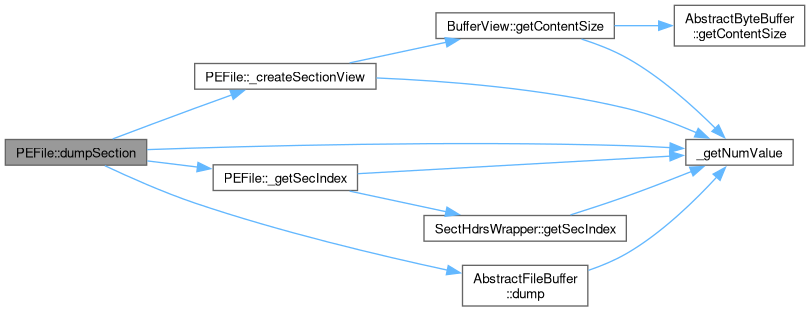 BufferView::getContentSize
AbstractByteBuffer
::getContentSize
PEFile::_createSectionView
PEFile::dumpSection
_getNumValue
PEFile::_getSecIndex
SectHdrsWrapper::getSecIndex
AbstractFileBuffer
::dump